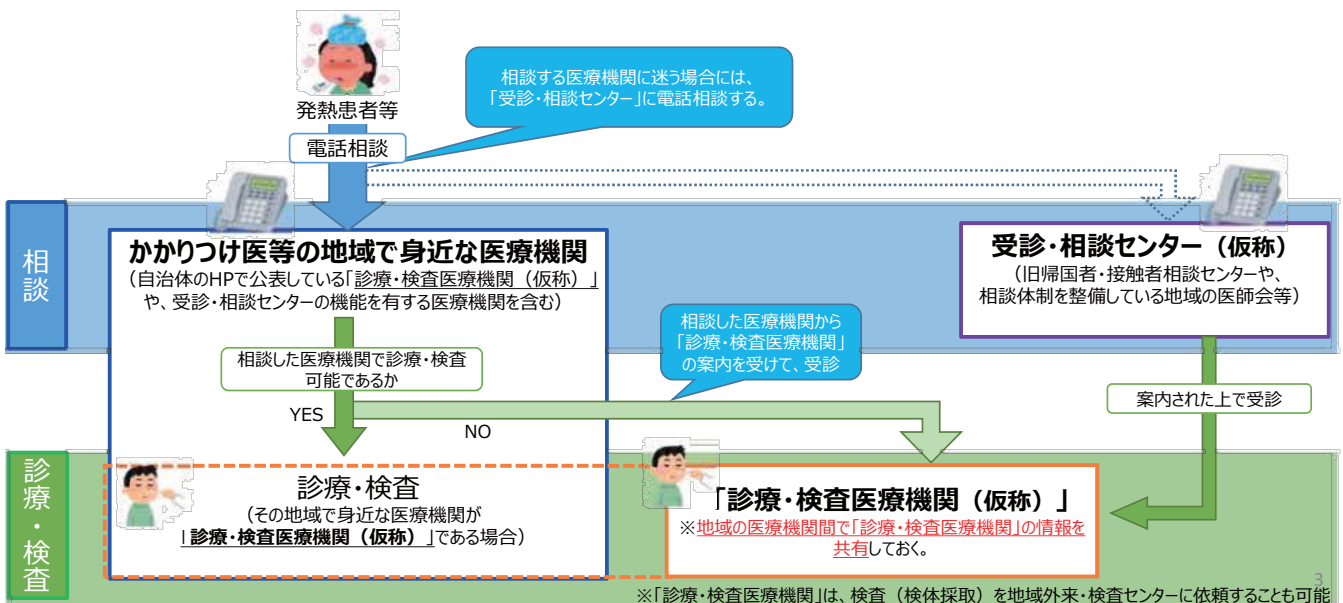 発熱患者等
相談する医療機関に迷う場合には、
「受診・相談センター」に電話相談する。
電話相談
相談
かかりつけ医等の地域で身近な医療機関
（自治体のHPで公表している「診療・検査医療機関（仮称）」
や、受診・相談センターの機能を有する医療機関を含む）
受診・相談センター（仮称）
（旧帰国者・接触者相談センターや、
相談体制を整備している地域の医師会等）
相談した医療機関で診療・検査
可能であるか
相談した医療機関から
「診療・検査医療機関」
の案内を受けて、受診
案内された上で受診
YES
NO
診療・検査
診療・検査
（その地域で身近な医療機関が
「診療・検査医療機関（仮称）」である場合）
「診療・検査医療機関（仮称）」
※地域の医療機関間で「診療・検査医療機関」の情報を
共有しておく。
※「診療・検査医療機関」は、検査（検体採取）を地域外来・検査センターに依頼することも可能
3